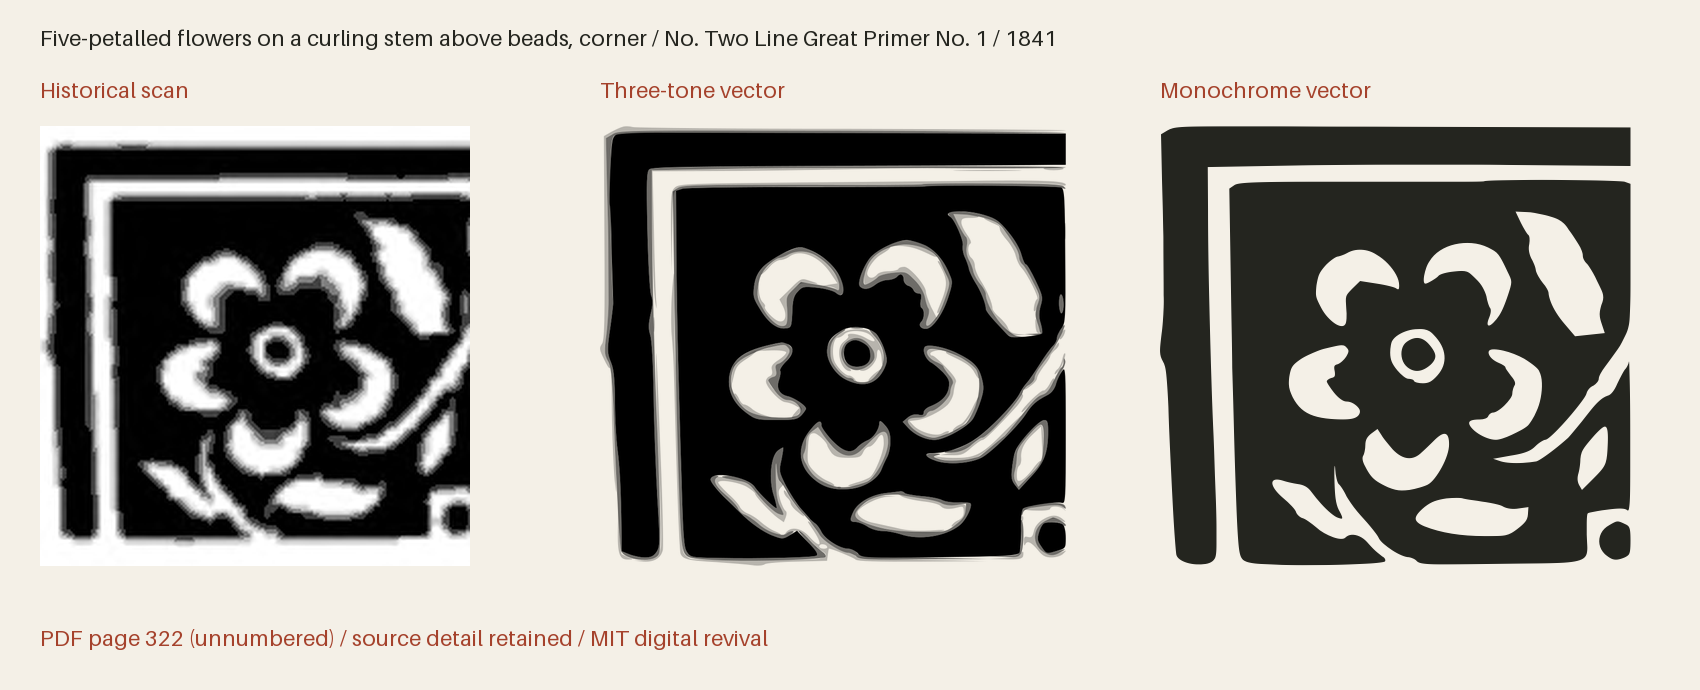 Five-petalled flowers on a curling stem above beads, corner / No. Two Line Great Primer No. 1 / 1841
Historical scan
Three-tone vector
Monochrome vector
PDF page 322 (unnumbered) / source detail retained / MIT digital revival